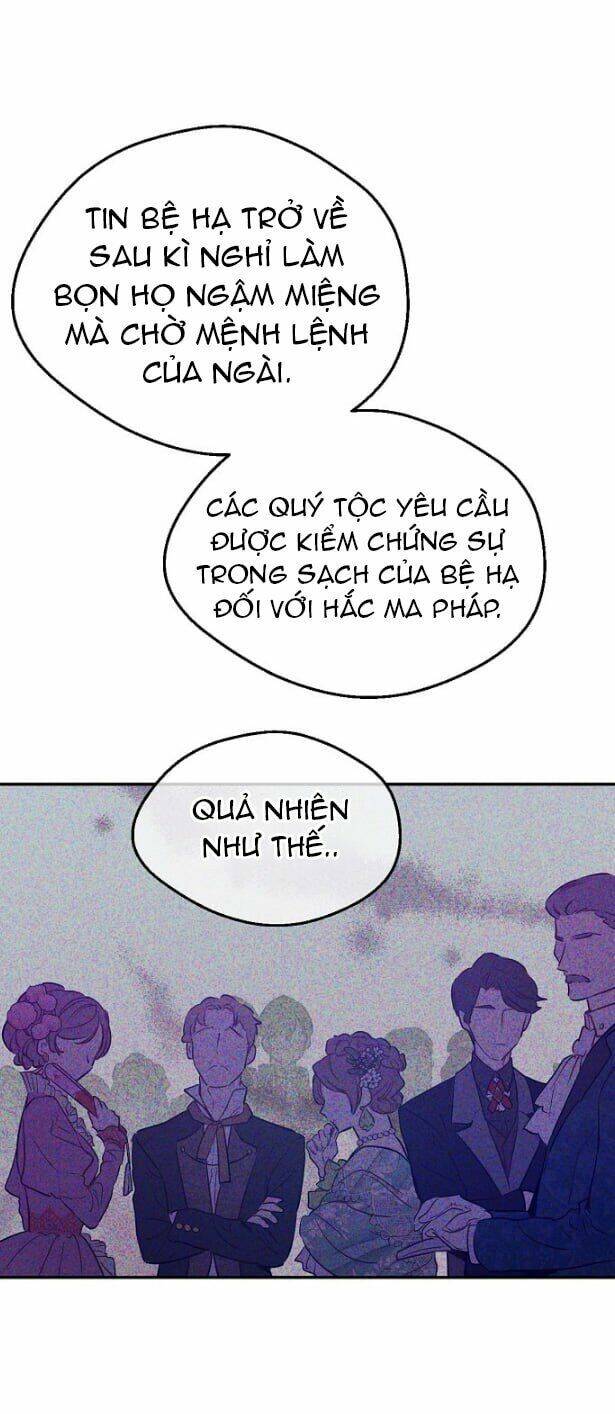 TIN BỆ HẠ TRỞ VỀ
SAU KÌ NGHỈ LÀM
BỌN HỌ NGẬM MIỆNG
MÀ CHỜ MỆNH LỆNH
CỦA NGÀI.
CÁC QUÝ TỘC YÊU CẦU
ĐƯỢC KIỂM CHỨNG SỰ
TRONG SẠCH CỦA BỆ HẠ
ĐỐI VỚI HẮC MA PHÁP.
QUẢ NHIÊN
NHƯ THẾ..